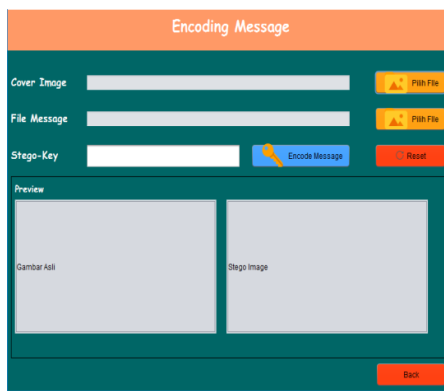 Encoding Message
Cover Image Pilih File
File Message Pilih File
Stego-Key Encode Message Reset
Preview
Gambar Asli Stego Image
Back